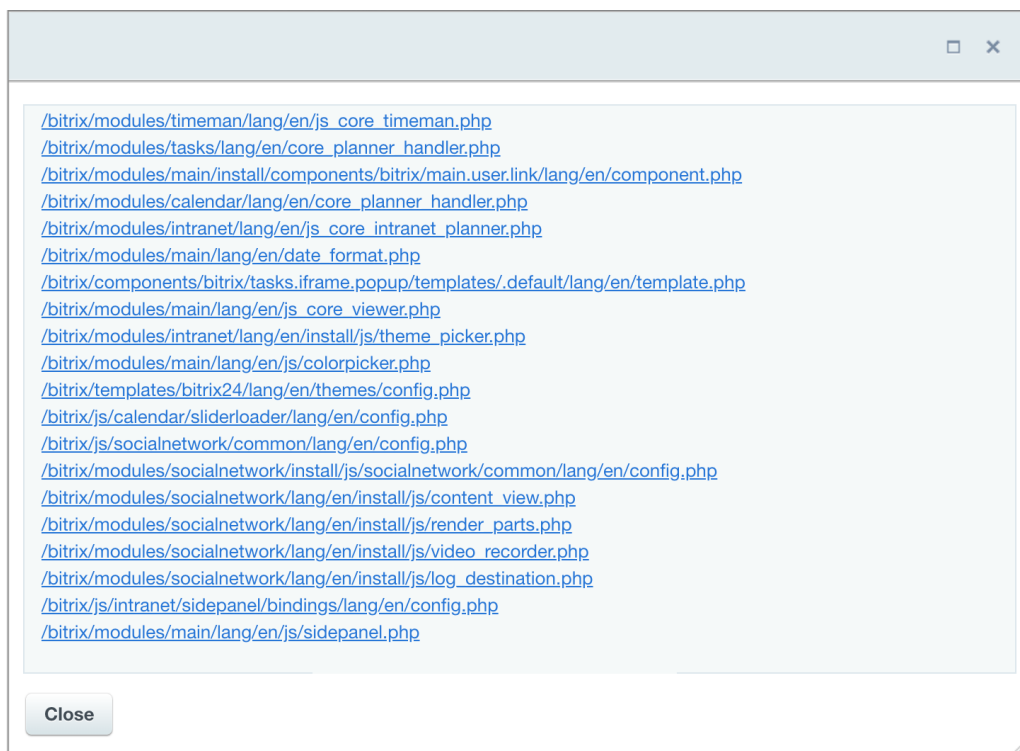 /bitrix/modules/timeman/lang/en/js_core_timeman.php
/bitrix/modules/tasks/lang/en/core_planner_handler.php
/bitrix/modules/main/install/components/bitrix/main.user.link/lang/en/component.php
/bitrix/modules/calendar/lang/en/core_planner_handler.php
/bitrix/modules/intranet/lang/en/js_core_intranet_planner.php
/bitrix/modules/main/lang/en/date_format.php
/bitrix/components/bitrix/tasks.iframe.popup/templates/.default/lang/en/template.php
/bitrix/modules/main/lang/en/js_core_viewer.php
/bitrix/modules/intranet/lang/en/install/js/theme_picker.php
/bitrix/modules/main/lang/en/js/colorpicker.php
/bitrix/templates/bitrix24/lang/en/themes/config.php
/bitrix/js/calendar/sliderloader/lang/en/config.php
/bitrix/js/socialnetwork/common/lang/en/config.php
/bitrix/modules/socialnetwork/install/js/socialnetwork/common/lang/en/config.php
/bitrix/modules/socialnetwork/lang/en/install/js/content_view.php
/bitrix/modules/socialnetwork/lang/en/install/js/render_parts.php
/bitrix/modules/socialnetwork/lang/en/install/js/video_recorder.php
/bitrix/modules/socialnetwork/lang/en/install/js/log_destination.php
/bitrix/js/intranet/sidepanel/bindings/lang/en/config.php
/bitrix/modules/main/lang/en/js/sidepanel.php
Close